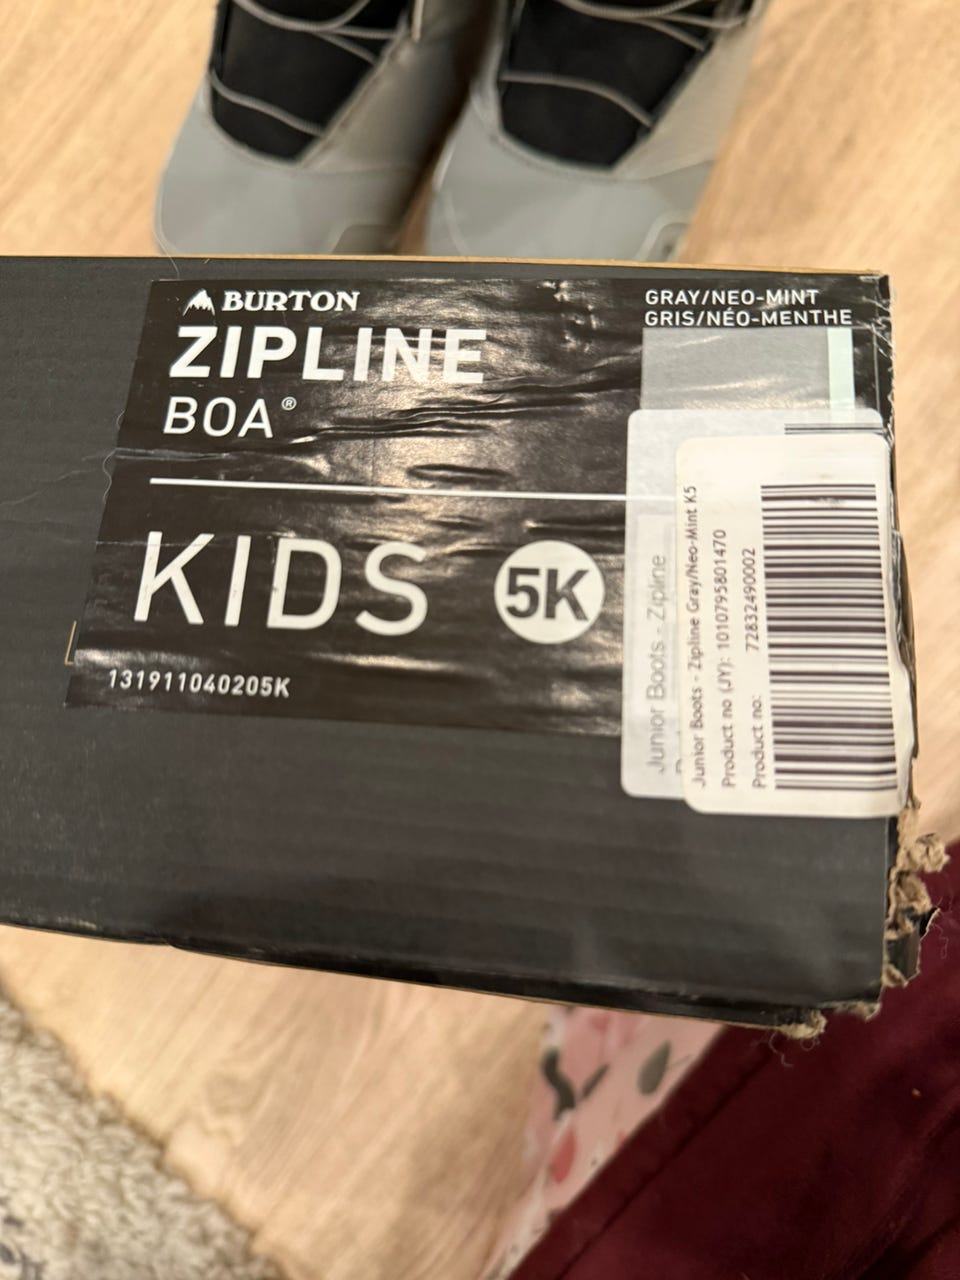 BURTON
ZIPLINE
BOA®
KIDS 5K
131911040205K
GRAY/NEO-MINT
GRIS/NÉO-MENTHE
Junior Boots - Zipline
Junior Boots - Zipline Gray/Neo-Mint K5
Product no (JY): 1010795801470
Product no: 72832490002